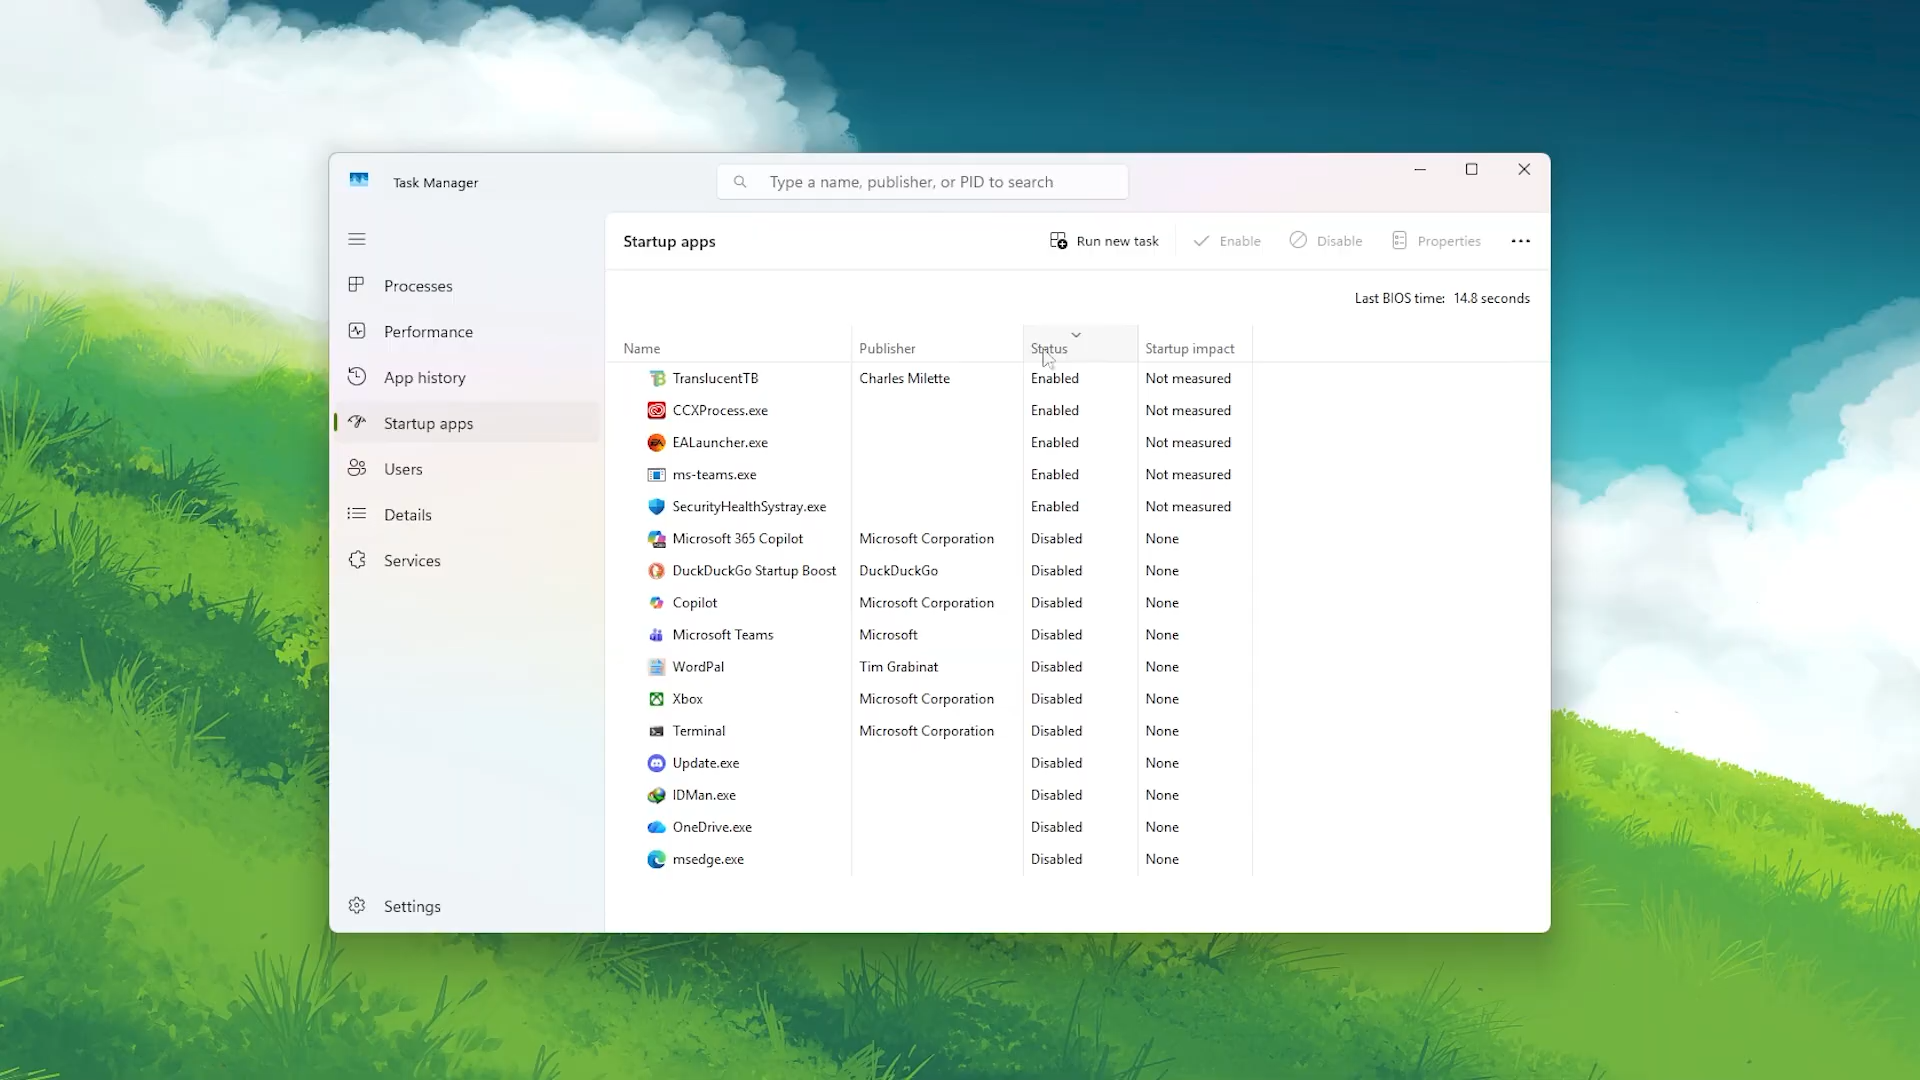 Task Manager
Type a name, publisher, or PID to search
Startup apps
Run new task
Enable
Disable
Properties
Processes
Performance
App history
Startup apps
Users
Details
Services
Settings
Last BIOS time: 14.8 seconds
Name Publisher Status Startup impact
TranslucentTB Charles Milette Enabled Not measured
CCXProcess.exe Enabled Not measured
EALauncher.exe Enabled Not measured
ms-teams.exe Enabled Not measured
SecurityHealthSystray.exe Enabled Not measured
Microsoft 365 Copilot Microsoft Corporation Disabled None
DuckDuckGo Startup Boost DuckDuckGo Disabled None
Copilot Microsoft Corporation Disabled None
Microsoft Teams Microsoft Disabled None
WordPal Tim Grabinat Disabled None
Xbox Microsoft Corporation Disabled None
Terminal Microsoft Corporation Disabled None
Update.exe Disabled None
IDMan.exe Disabled None
OneDrive.exe Disabled None
msedge.exe Disabled None